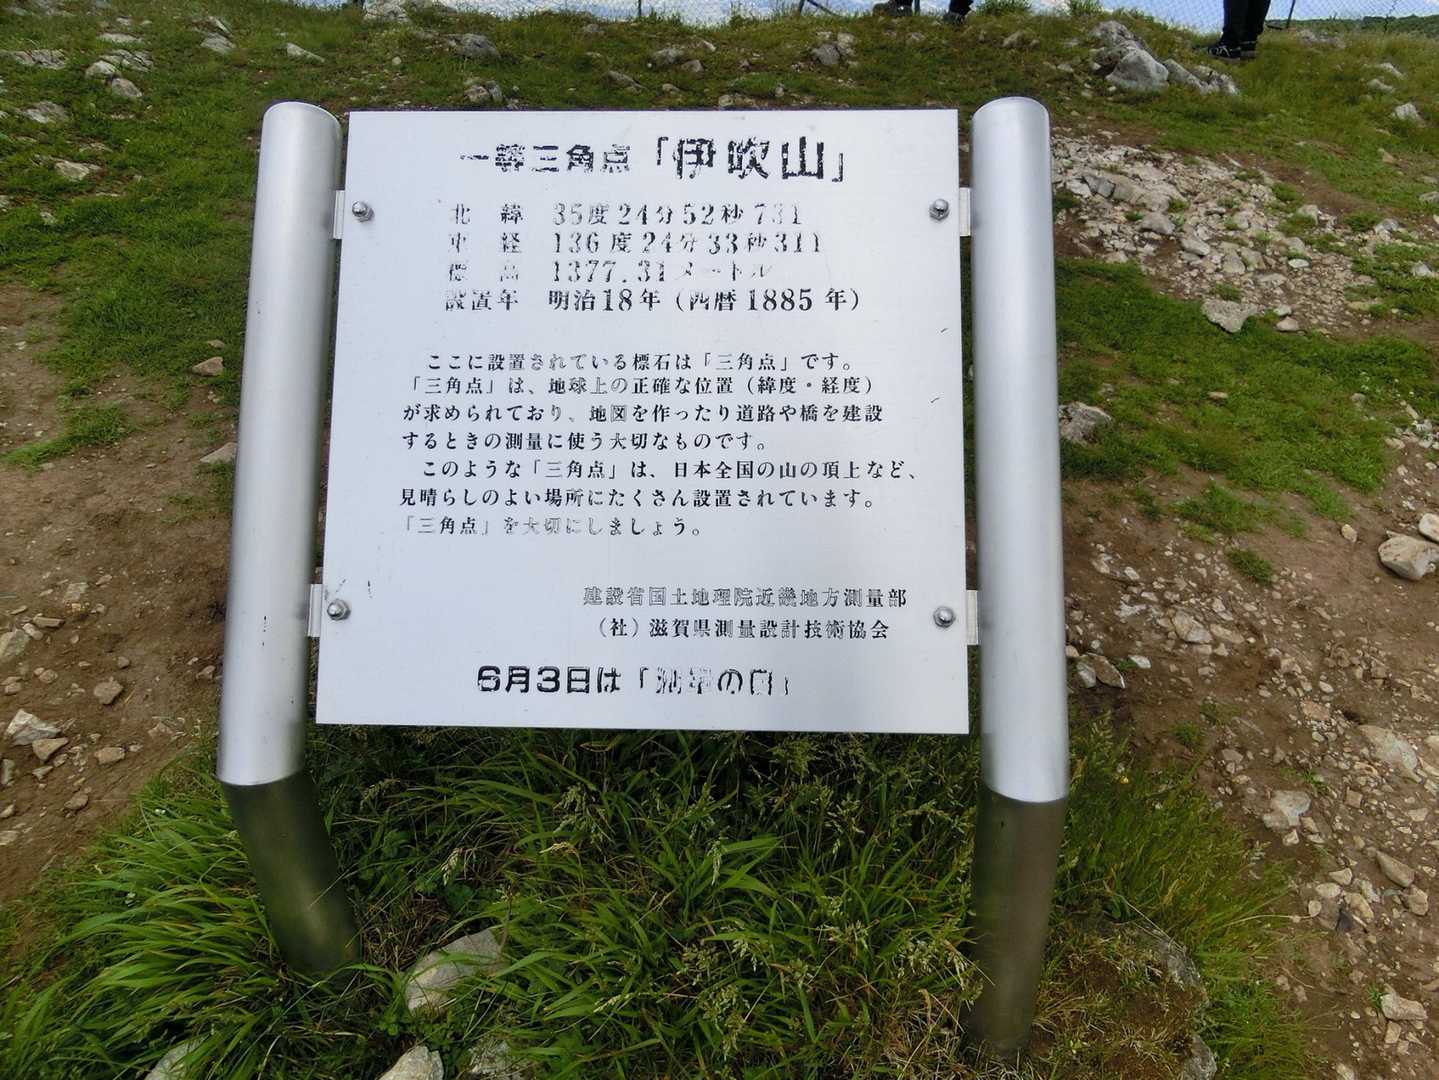 一等三角点「伊吹山」
北 緯 35度24分52秒731
東 経 136度24分33秒311
標 高 1377.31メートル
設置年 明治18年(西暦1885年)
ここに設置されている標石は「三角点」です。
「三角点」は、地球上の正確な位置(緯度・経度)
が求められており、地図を作ったり道路や橋を建設
するときの測量に使う大切なものです。
このような「三角点」は、日本全国の山の頂上など、
見晴らしのよい場所にたくさん設置されています。
「三角点」を大切にしましょう。
建設省国土地理院近畿地方測量部
(社)滋賀県測量設計技術協会
6月3日は「測量の日」